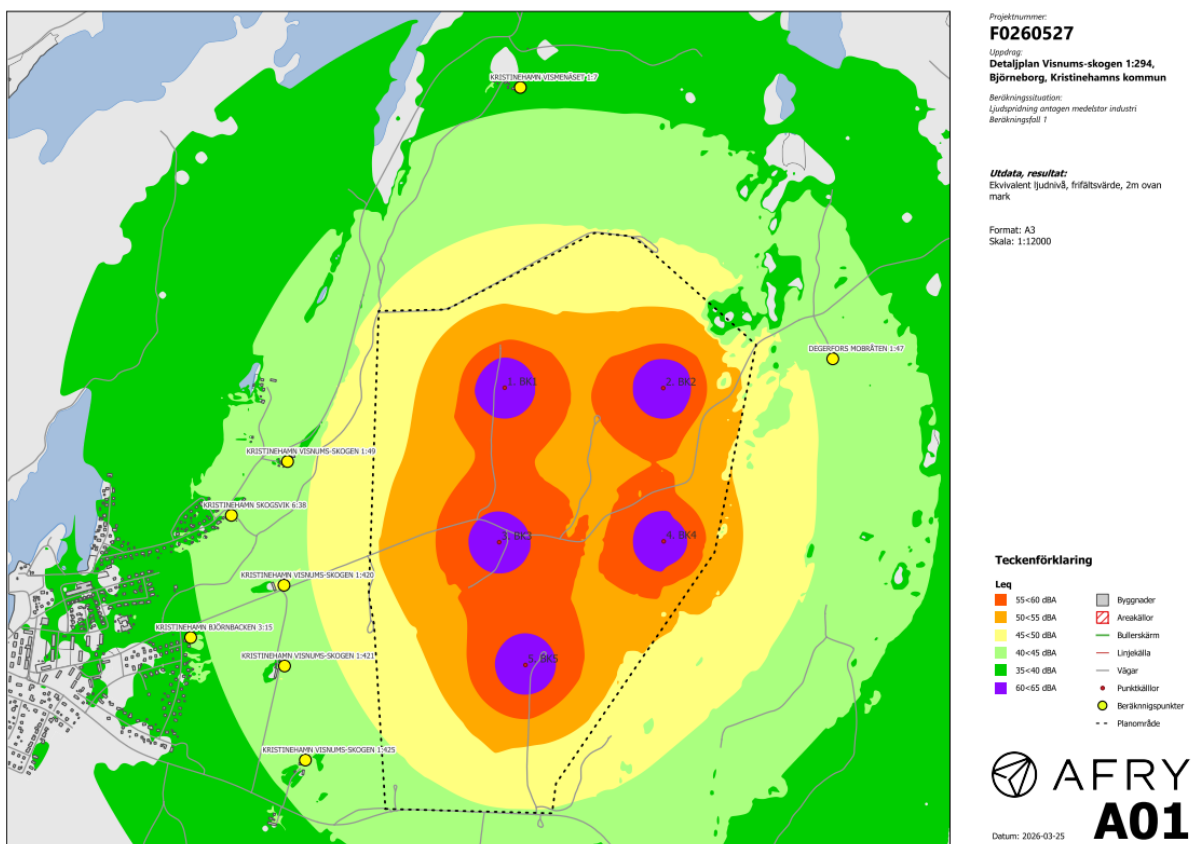 Projektnummer:
F0260527
Uppdrag:
Detaljplan Visnums-skogen 1:294,
Björneborg, Kristinehamns kommun
Beräkningssituation:
Ljudspridning antagen medelstor industri
Beräkningsfall 1
Utdata, resultat:
Ekvivalent ljudnivå, frifältsvärde, 2m ovan
mark
Format: A3
Skala: 1:12000
KRISTINEHAMN VISMENÄSET 1:7
DEGERFORS MOBRÅTEN 1:47
1. BK1
2. BK2
KRISTINEHAMN VISNUMS-SKOGEN 1:49
KRISTINEHAMN SKOGSVIK 6:38
3. BK3
4. BK4
KRISTINEHAMN VISNUMS-SKOGEN 1:420
KRISTINEHAMN BJÖRNBACKEN 3:15
KRISTINEHAMN VISNUMS-SKOGEN 1:421
5. BK5
KRISTINEHAMN VISNUMS-SKOGEN 1:425
Teckenförklaring
Leq
55<60 dBA
50<55 dBA
45<50 dBA
40<45 dBA
35<40 dBA
60<65 dBA
Byggnader
Areakällor
Bullerskärm
Linjekälla
Vägar
Punktkälllor
Beräknnigspunkter
Planområde
AFRY
Datum: 2026-03-25
A01